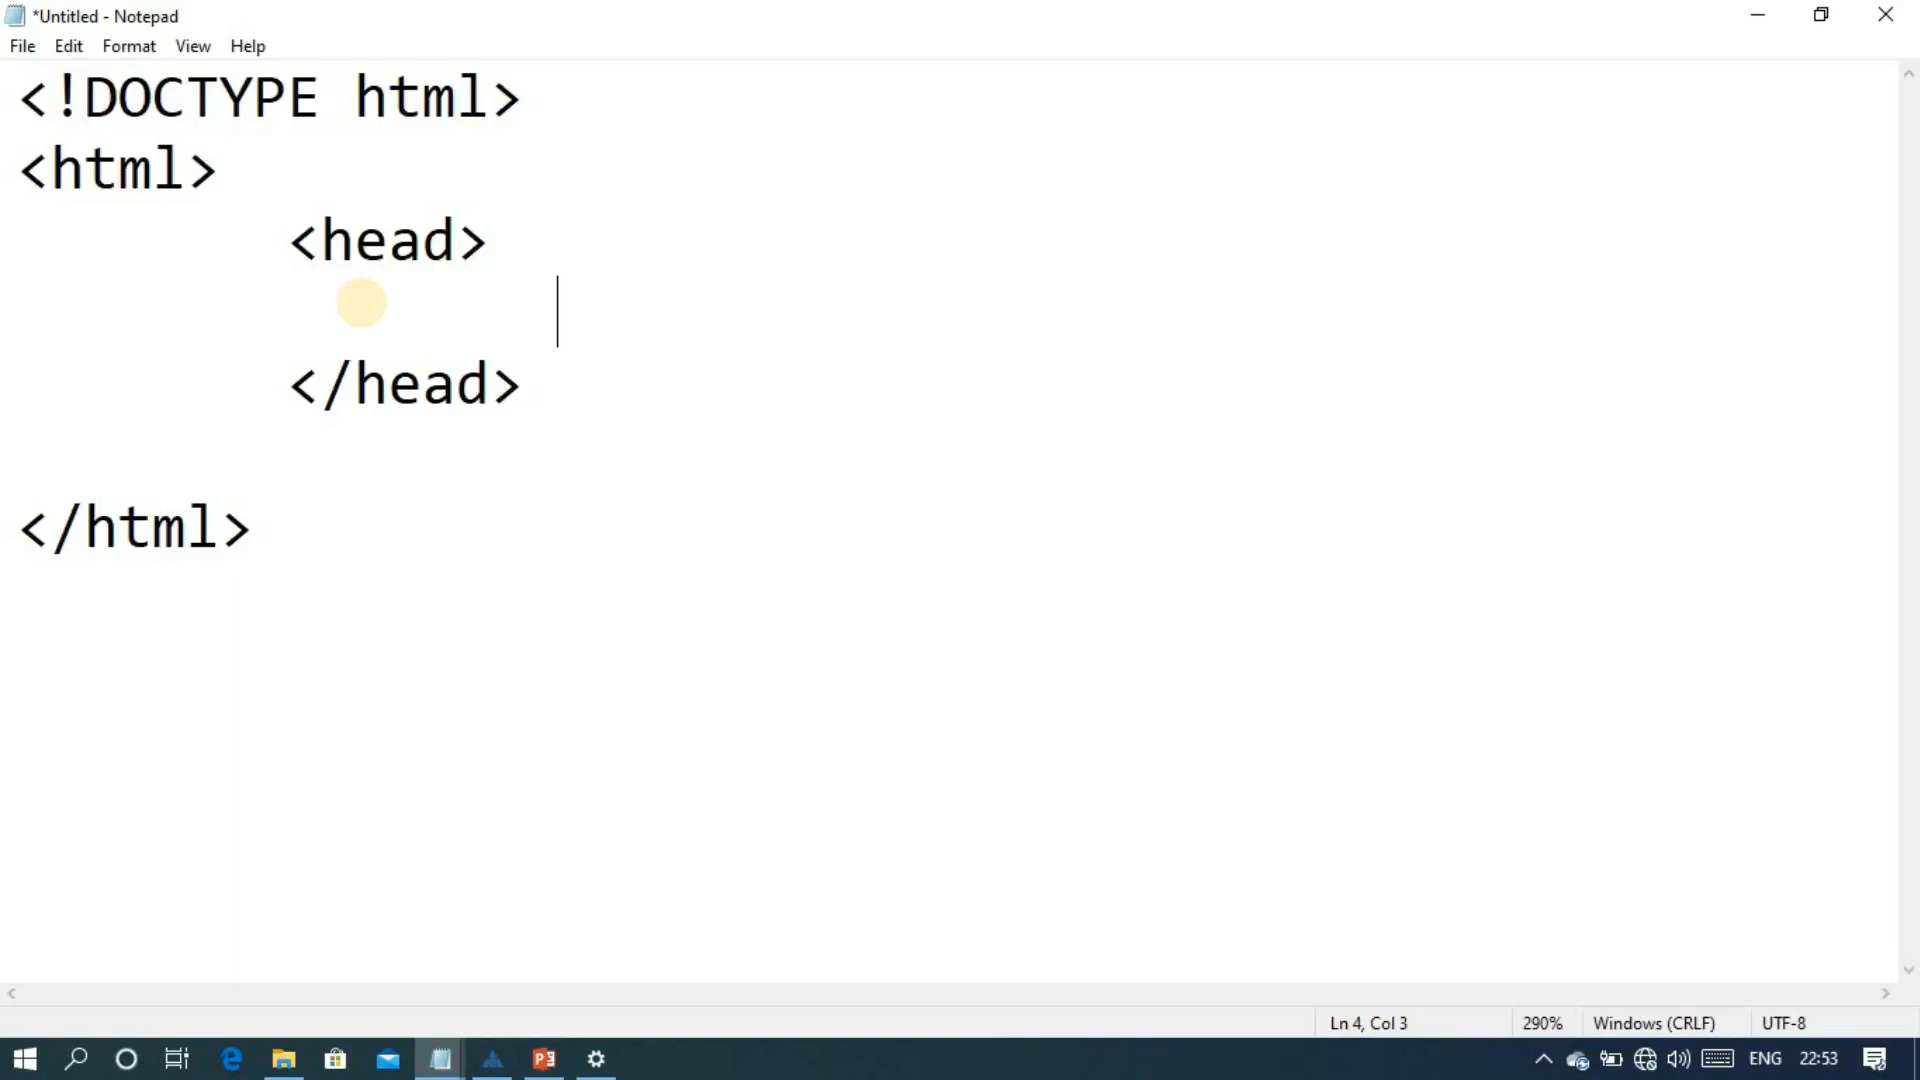 *Untitled - Notepad
File Edit Format View Help
<!DOCTYPE html>
<html>
<head>
</head>
</html>
Ln 4, Col 3 290% Windows (CRLF) UTF-8
ENG 22:53